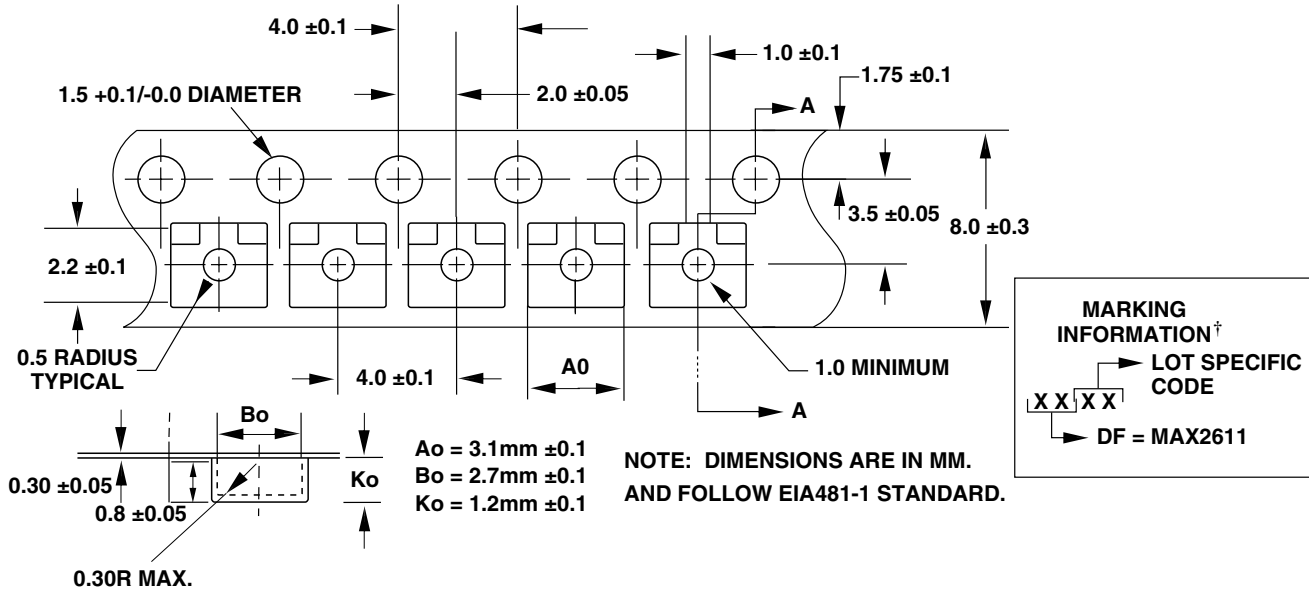 4.0 ±0.1
1.0 ±0.1
1.75 ±0.1
1.5 +0.1/-0.0 DIAMETER
2.0 ±0.05
A
3.5 ±0.05
8.0 ±0.3
2.2 ±0.1
0.5 RADIUS
TYPICAL
4.0 ±0.1
A0
1.0 MINIMUM
A
MARKING
INFORMATION†
LOT SPECIFIC
CODE
X X X X
DF = MAX2611
Bo
Ko
0.30 ±0.05
0.8 ±0.05
0.30R MAX.
Ao = 3.1mm ±0.1
Bo = 2.7mm ±0.1
Ko = 1.2mm ±0.1
NOTE: DIMENSIONS ARE IN MM.
AND FOLLOW EIA481-1 STANDARD.